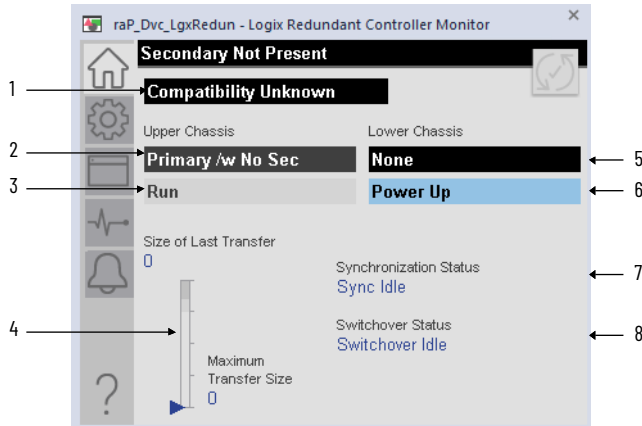 raP_Dvc_LgxRedun - Logix Redundant Controller Monitor
Secondary Not Present
1
Compatibility Unknown
Upper Chassis
Lower Chassis
2
Primary /w No Sec
None
5
3
Run
Power Up
6
Size of Last Transfer
0
Synchronization Status
7
Sync Idle
4
Switchover Status
8
Switchover Idle
Maximum
Transfer Size
0
?